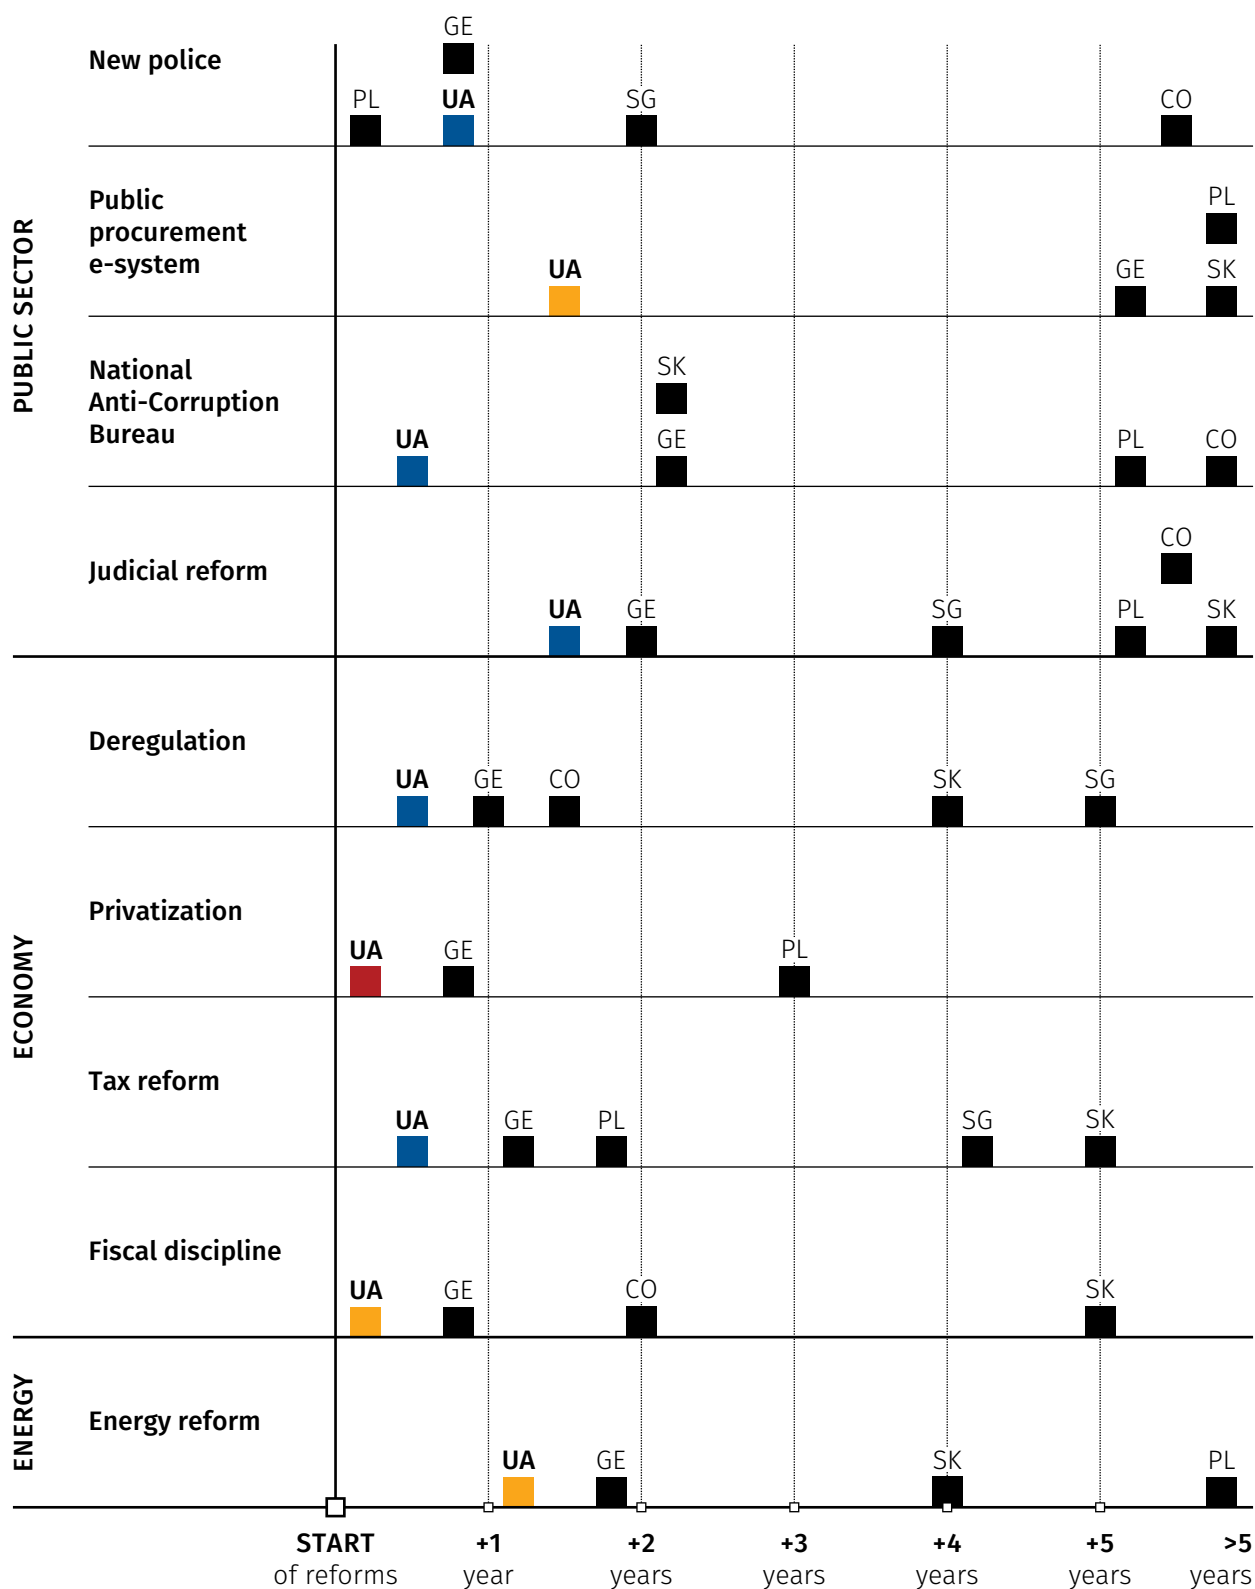 PUBLIC SECTOR
New police
GE
PL
UA
SG
CO
Public
procurement
e-system
PL
UA
GE
SK
National
Anti-Corruption
Bureau
SK
UA
GE
PL
CO
Judicial reform
CO
UA
GE
SG
PL
SK
ECONOMY
Deregulation
UA
GE
CO
SK
SG
Privatization
UA
GE
PL
Tax reform
UA
GE
PL
SG
SK
Fiscal discipline
UA
GE
CO
SK
ENERGY
Energy reform
UA
GE
SK
PL
START
of reforms
+1
year
+2
years
+3
years
+4
years
+5
years
>5
years